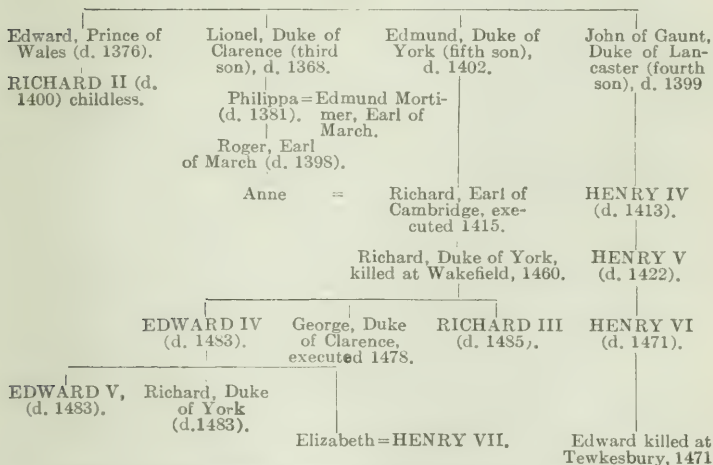 Edward, Prince of
Wales (d. 1376).
RICHARD II (d.
1400) childless.
Lionel, Duke of
Clarence (third
son), d. 1368.
Edmund, Duke of
York (fifth son),
d. 1402.
John of Gaunt,
Duke of Lan-
caster (fourth
son), d. 1399
Philippa = Edmund Morti-
(d. 1381). mer, Earl of
March.
Roger, Earl
of March (d. 1398).
Anne = Richard, Earl of
Cambridge, exe-
cuted 1415.
HENRY IV
(d. 1413).
Richard, Duke of York,
killed at Wakefield, 1460.
HENRY V
(d. 1422).
EDWARD IV
(d. 1483).
George, Duke
of Clarence,
executed 1478.
RICHARD III
(d. 1485).
HENRY VI
(d. 1471).
EDWARD V,
(d. 1483).
Richard, Duke
of York
(d.1483).
Elizabeth = HENRY VII.
Edward killed at
Tewkesbury, 1471